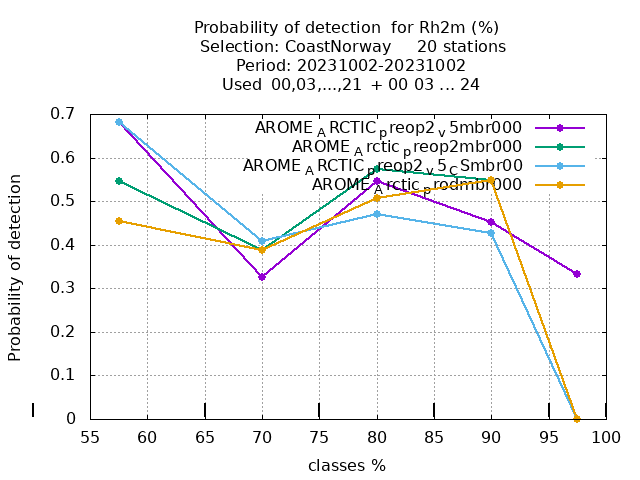 Probability of detection for Rh2m (%)
Selection: CoastNorway 20 stations
Period: 20231002-20231002
Used 00,03,...,21 + 00 03 ... 24
AROME_ARCTIC_preop2_v5mbr000
AROME_Arctic_preop2mbr000
AROME_ARCTIC_preop2_v5_CSmbr00
AROME_Arctic_prodmbr000
Probability of detection
0.7
0.6
0.5
0.4
0.3
0.2
0.1
0
55 60 65 70 75 80 85 90 95 100
classes %